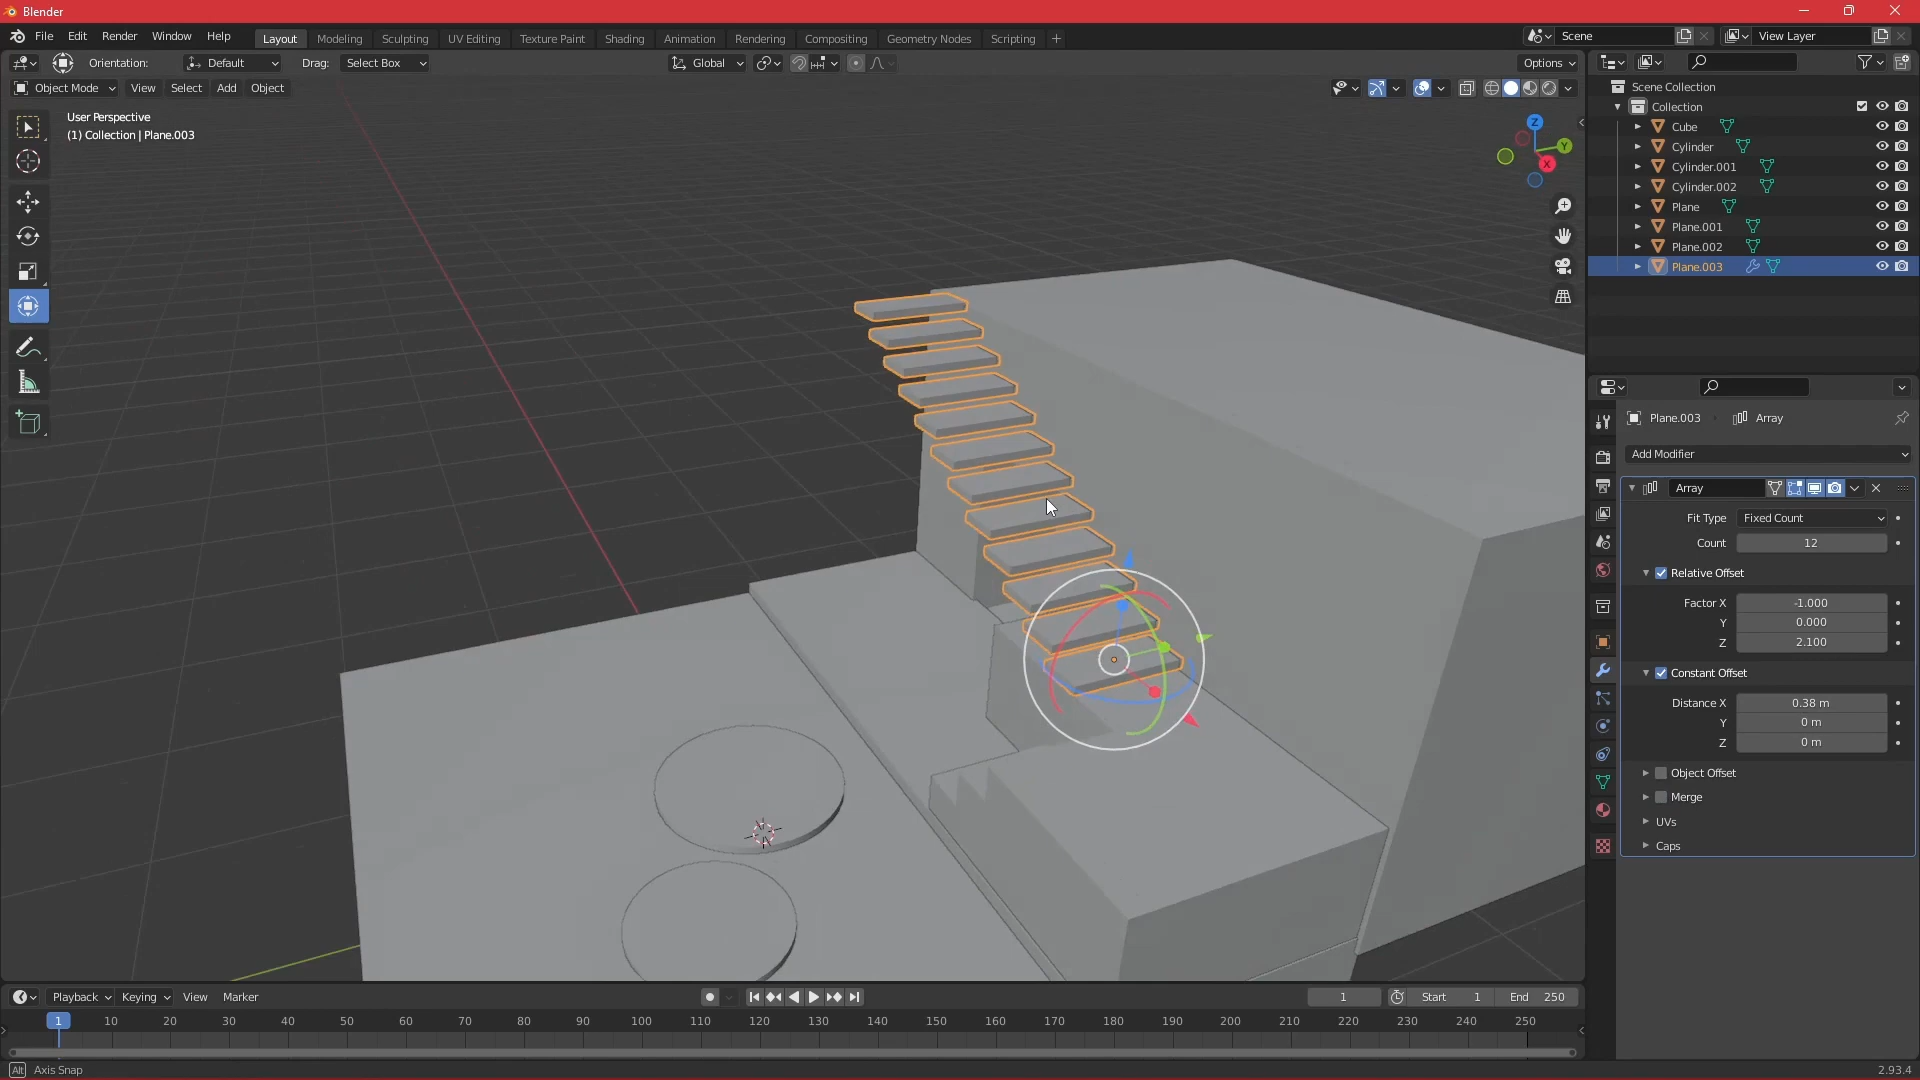 Blender
File Edit Render Window Help
Layout Modeling Sculpting UV Editing Texture Paint Shading Animation Rendering Compositing Geometry Nodes Scripting +
Scene View Layer
Orientation: Default Drag: Select Box Global Options
Object Mode View Select Add Object
User Perspective
(1) Collection | Plane.003
Z
Y
X
Scene Collection
Collection
Cube
Cylinder
Cylinder.001
Cylinder.002
Plane
Plane.001
Plane.002
Plane.003
Plane.003 Array
Add Modifier
Array
Fit Type Fixed Count
Count 12
Relative Offset
Factor X -1.000
Y 0.000
Z 2.100
Constant Offset
Distance X 0.38 m
Y 0 m
Z 0 m
Object Offset
Merge
UVs
Caps
Playback Keying View Marker
1 Start 1 End 250
1 10 20 30 40 50 60 70 80 90 100 110 120 130 140 150 160 170 180 190 200 210 220 230 240 250
Alt Axis Snap
2.93.4